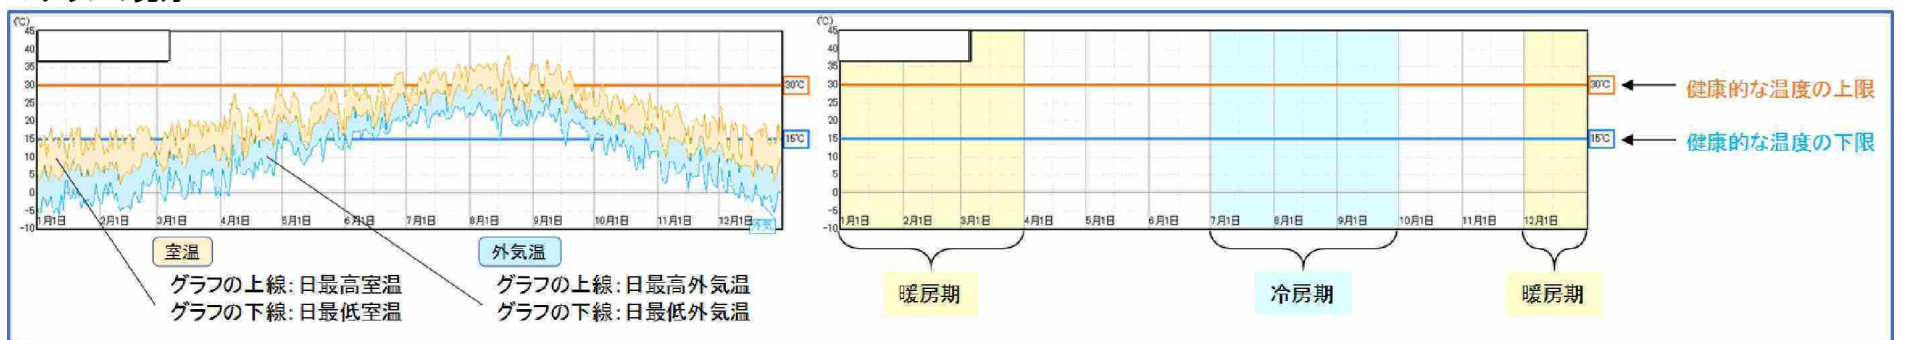 (℃)
45
40
35
30
25
20
15
10
5
0
-5
-10
30℃
15℃
1月1日 2月1日 3月1日 4月1日 5月1日 6月1日 7月1日 8月1日 9月1日 10月1日 11月1日 12月1日
外気
室温
グラフの上線:日最高室温
グラフの下線:日最低室温
外気温
グラフの上線:日最高外気温
グラフの下線:日最低外気温
(℃)
45
40
35
30
25
20
15
10
5
0
-5
-10
30℃
15℃
1月1日 2月1日 3月1日 4月1日 5月1日 6月1日 7月1日 8月1日 9月1日 10月1日 11月1日 12月1日
健康的な温度の上限
健康的な温度の下限
暖房期
冷房期
暖房期